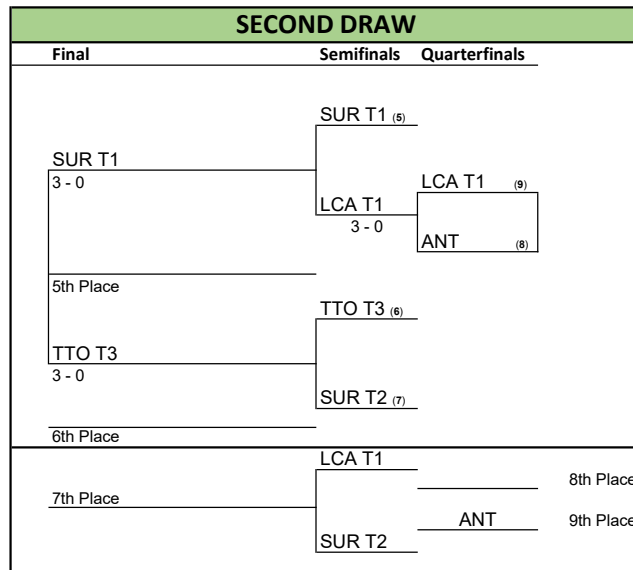 SECOND DRAW
Final Semifinals Quarterfinals
SUR T1 (5)
SUR T1
3 - 0
LCA T1 (9)
LCA T1
3 - 0
ANT (8)
5th Place
TTO T3 (6)
TTO T3
3 - 0
SUR T2 (7)
6th Place
LCA T1
8th Place
7th Place
ANT 9th Place
SUR T2